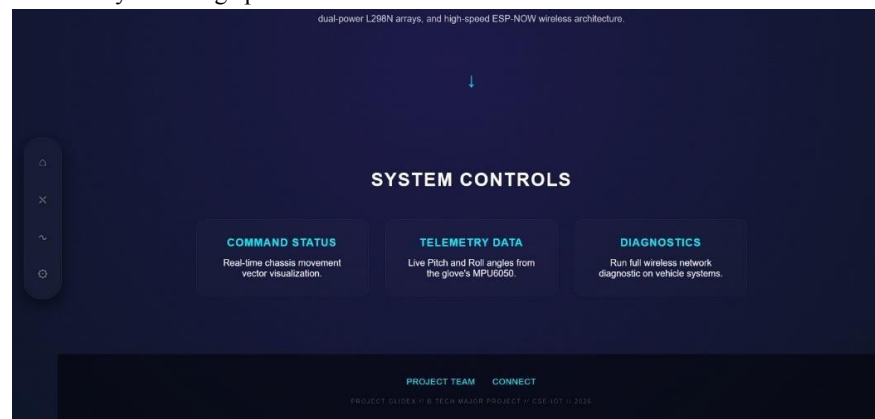 dual-power L298N arrays, and high-speed ESP-NOW wireless architecture.
↓
SYSTEM CONTROLS
COMMAND STATUS
Real-time chassis movement
vector visualization.
TELEMETRY DATA
Live Pitch and Roll angles from
the glove's MPU6050.
DIAGNOSTICS
Run full wireless network
diagnostic on vehicle systems.
PROJECT TEAM CONNECT
PROJECT GLIDEX // B.TECH MAJOR PROJECT // CSE-IOT // 2026